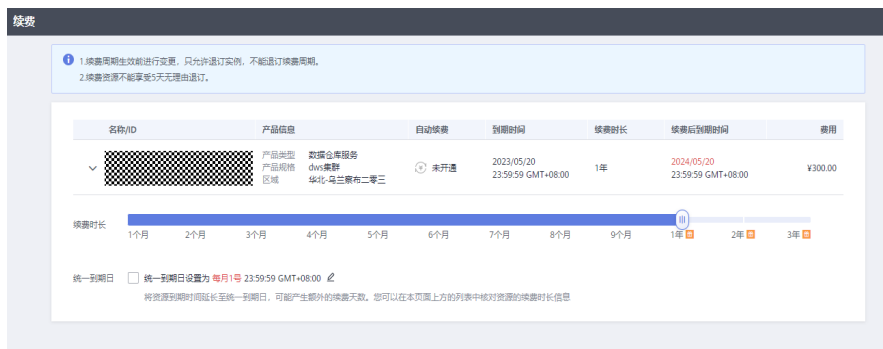 续费
1.续费周期生效前进行变更，只允许退订实例，不能退订续费周期。
2.续费资源不能享受5天无理由退订。
名称/ID 产品信息 自动续费 到期时间 续费时长 续费后到期时间 费用
产品类型 数据仓库服务
产品规格 dws集群
区域 华北-乌兰察布二零三
未开通
2023/05/20
23:59:59 GMT+08:00
1年
2024/05/20
23:59:59 GMT+08:00
¥300.00
续费时长
1个月 2个月 3个月 4个月 5个月 6个月 7个月 8个月 9个月 1年 2年 3年
统一到期日 统一到期日设置为 每月1号 23:59:59 GMT+08:00
将资源到期时间延长至统一到期日，可能产生额外的续费天数。您可以在本页面上方的列表中核对资源的续费时长信息